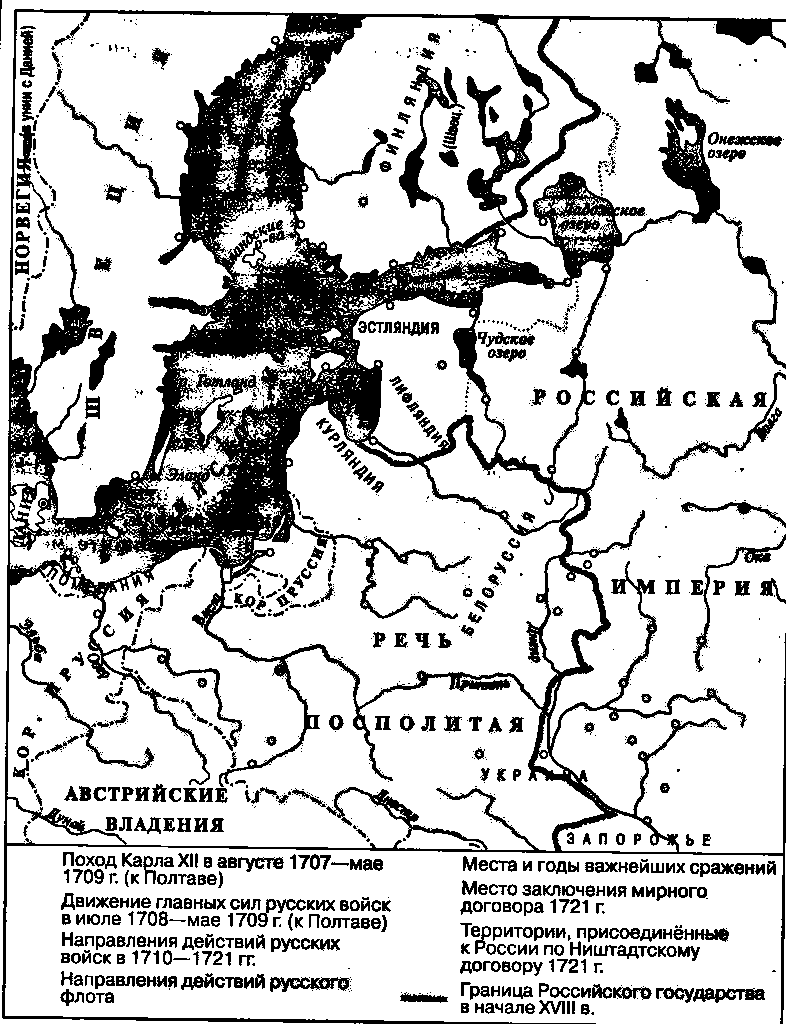 НОРВЕГИЯ
унии с Данией)
ШВЕЦИЯ
ФИНЛЯНДИЯ
(Швец.)
Онежское
озеро
Ладожское
озеро
о-ва
ЭСТЛЯНДИЯ
Чудское
озеро
Готланд
ЛИФЛЯНДИЯ
РОССИЙСКАЯ
Волга
КУРЛЯНДИЯ
Эланд
ДАНИЯ
Ока
ПОМЕРАНИЯ
КОР. ПРУССИЯ
БЕЛОРУССИЯ
ИМПЕРИЯ
Висла
РЕЧЬ
Днепр
КОР. ПРУССИЯ
Одра
Припять
ПОСПОЛИТАЯ
УКРАИНА
АВСТРИЙСКИЕ
ВЛАДЕНИЯ
Дунай
Днестр
ЗАПОРОЖЬЕ
Поход Карла XII в августе 1707—мае
1709 г. (к Полтаве)
Движение главных сил русских войск
в июле 1708—мае 1709 г. (к Полтаве)
Направления действий русских
войск в 1710—1721 гг.
Направления действий русского
флота
Места и годы важнейших сражений
Место заключения мирного
договора 1721 г.
Территории, присоединённые
к России по Ништадтскому
договору 1721 г.
Граница Российского государства
в начале XVIII в.